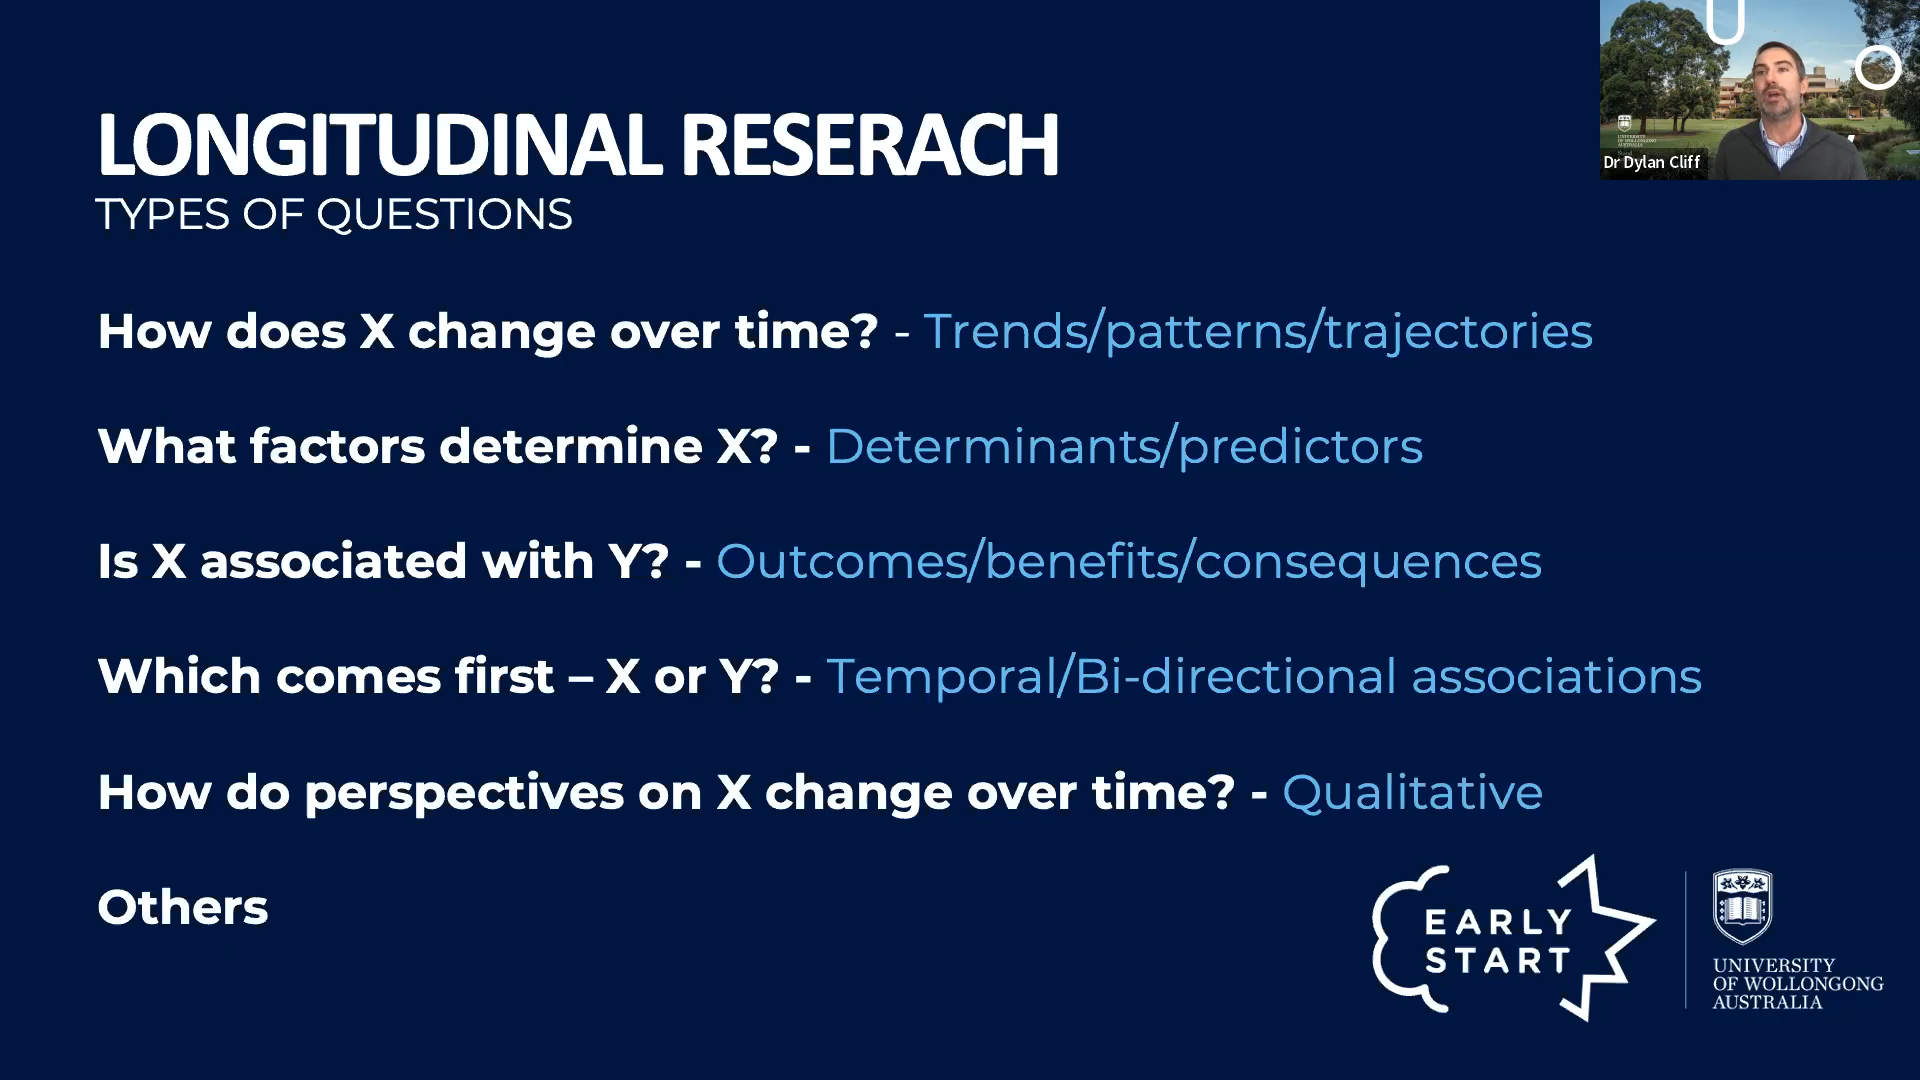 LONGITUDINAL RESERACH
TYPES OF QUESTIONS
How does X change over time? - Trends/patterns/trajectories
What factors determine X? - Determinants/predictors
Is X associated with Y? - Outcomes/benefits/consequences
Which comes first – X or Y? - Temporal/Bi-directional associations
How do perspectives on X change over time? - Qualitative
Others
U
O
Dr Dylan Cliff
EARLY
START
UNIVERSITY
OF WOLLONGONG
AUSTRALIA